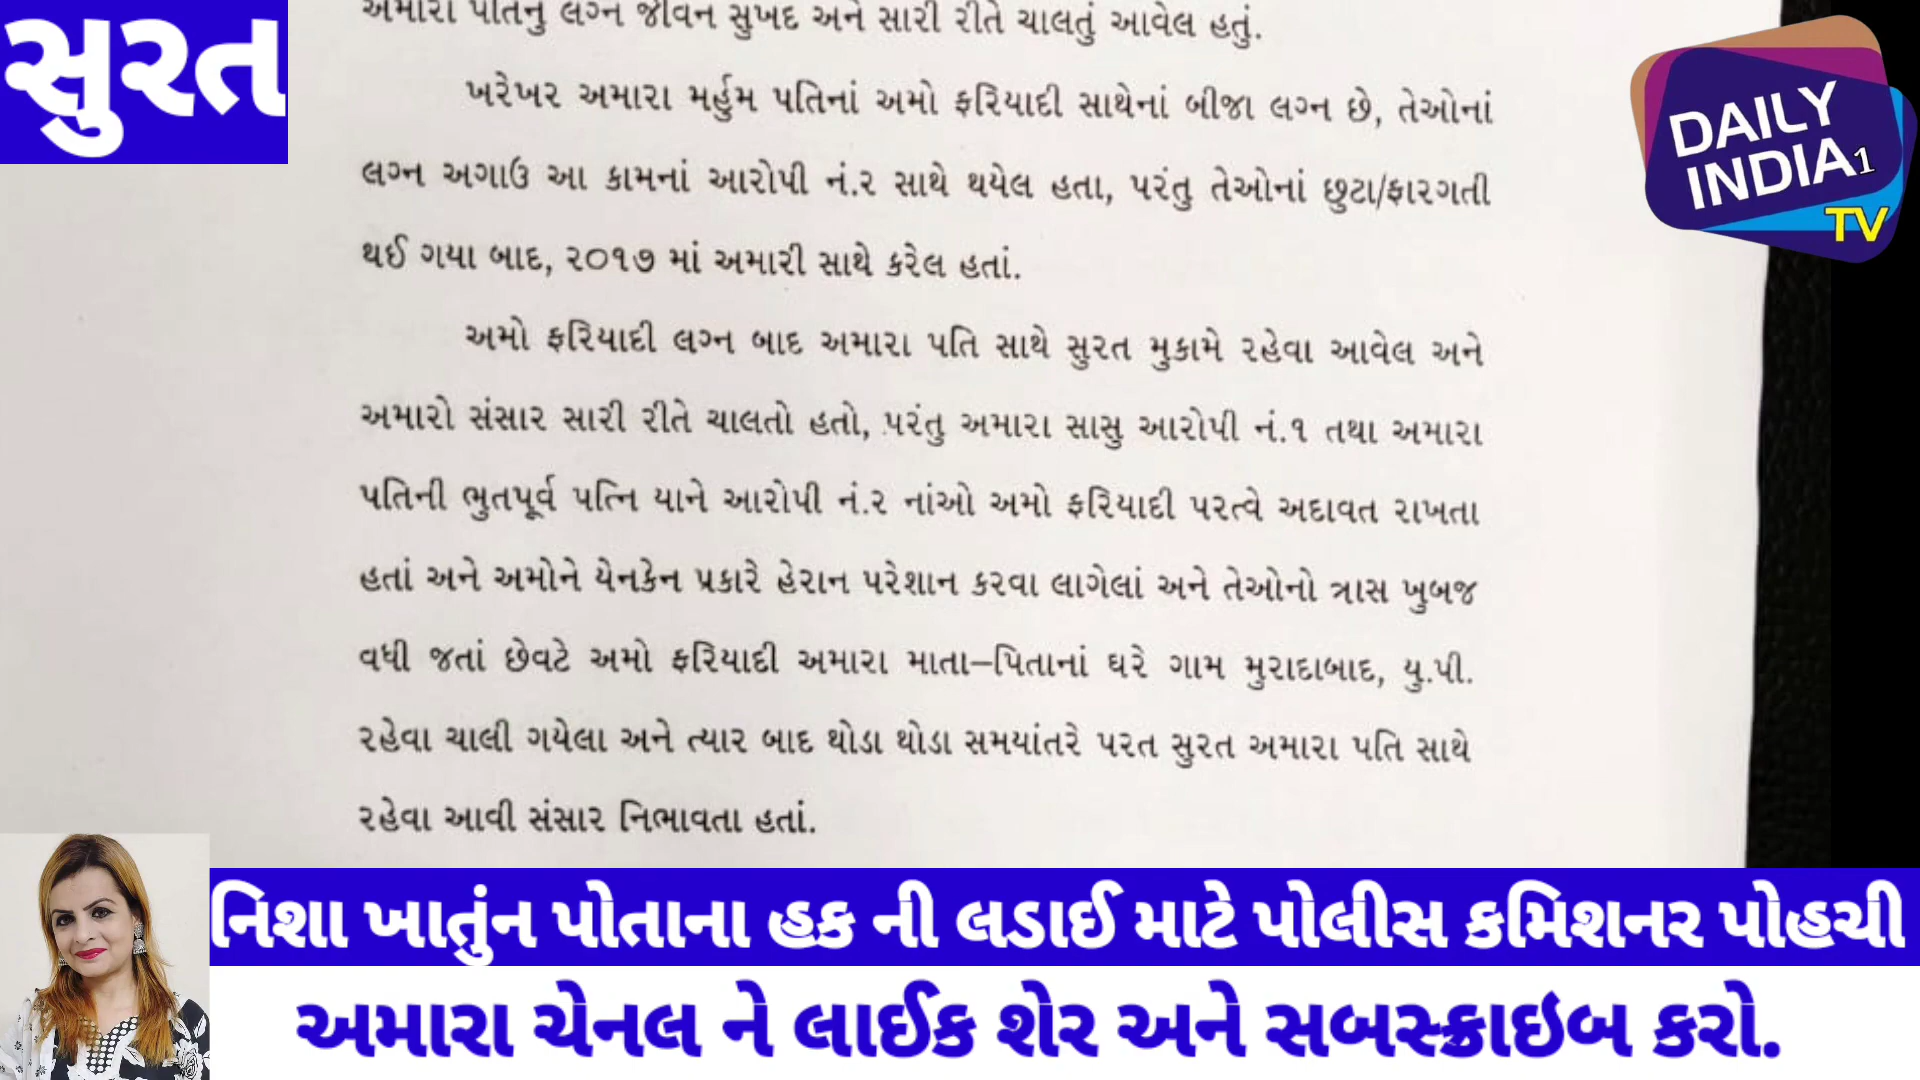 સુરત
અમારા પતિનું લગ્ન જીવન સુખદ અને સારી રીતે ચાલતું આવેલ હતું.
ખરેખર અમારા મર્હુમ પતિનાં અમો ફરિયાદી સાથેનાં બીજા લગ્ન છે, તેઓનાં
લગ્ન અગાઉ આ કામનાં આરોપી નં.૨ સાથે થયેલ હતા, પરંતુ તેઓનાં છુટા/ફારગતી
થઈ ગયા બાદ, ૨૦૧૭ માં અમારી સાથે કરેલ હતાં.
અમો ફરિયાદી લગ્ન બાદ અમારા પતિ સાથે સુરત મુકામે રહેવા આવેલ અને
અમારો સંસાર સારી રીતે ચાલતો હતો, પરંતુ અમારા સાસુ આરોપી નં.૧ તથા અમારા
પતિની ભુતપૂર્વ પત્નિ યાને આરોપી નં.૨ નાંઓ અમો ફરિયાદી પરત્વે અદાવત રાખતા
હતાં અને અમોને યેનકેન પ્રકારે હેરાન પરેશાન કરવા લાગેલાં અને તેઓનો ત્રાસ ખુબજ
વધી જતાં છેવટે અમો ફરિયાદી અમારા માતા–પિતાનાં ઘરે ગામ મુરાદાબાદ, યુ.પી.
રહેવા ચાલી ગયેલા અને ત્યાર બાદ થોડા થોડા સમયાંતરે પરત સુરત અમારા પતિ સાથે
રહેવા આવી સંસાર નિભાવતા હતાં.
DAILY
INDIA 1
TV
નિશા ખાતુંન પોતાના હક ની લડાઈ માટે પોલીસ કમિશનર પોહચી
અમારા ચેનલ ને લાઈક શેર અને સબસ્ક્રાઇબ કરો.